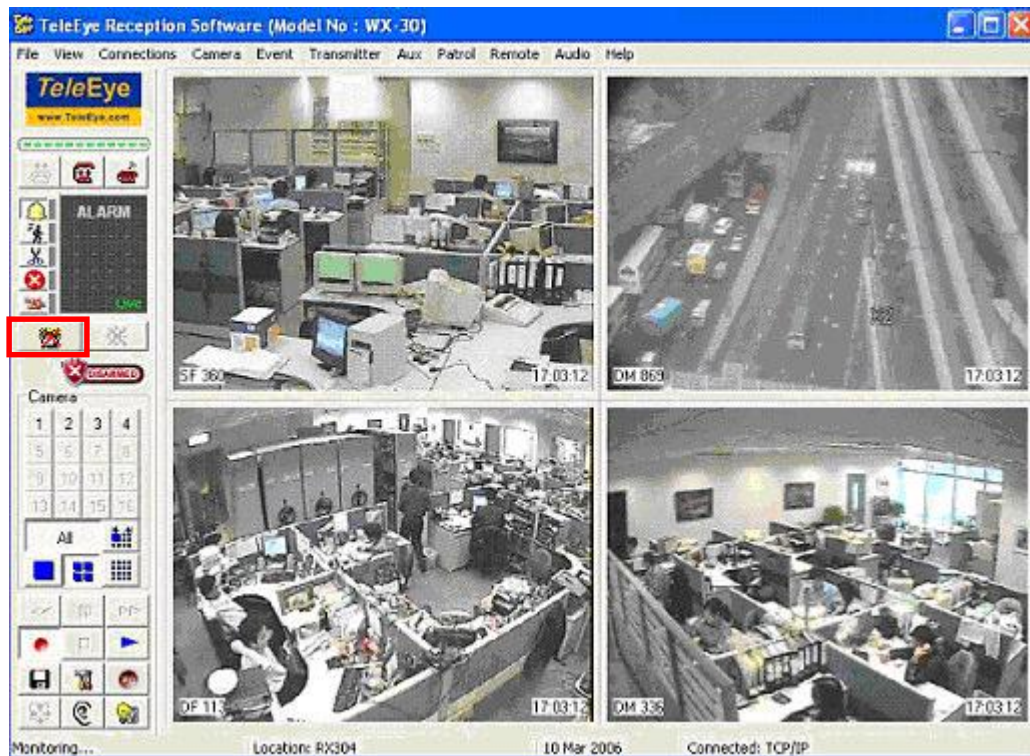 TeleEye Reception Software (Model No : WX-30)
File View Connections Camera Event Transmitter Aux Patrol Remote Audio Help
TeleEye
www.TeleEye.com
ALARM
Live
DISARMED
Camera
1 2 3 4
5 6 7 8
9 10 11 12
13 14 15 16
All
SF 360
17:03:12
DM 869
17:03:12
DF 113
17:03:12
DM 336
17:03:12
Monitoring...
Location: RX304
10 Mar 2006
Connected: TCP/IP